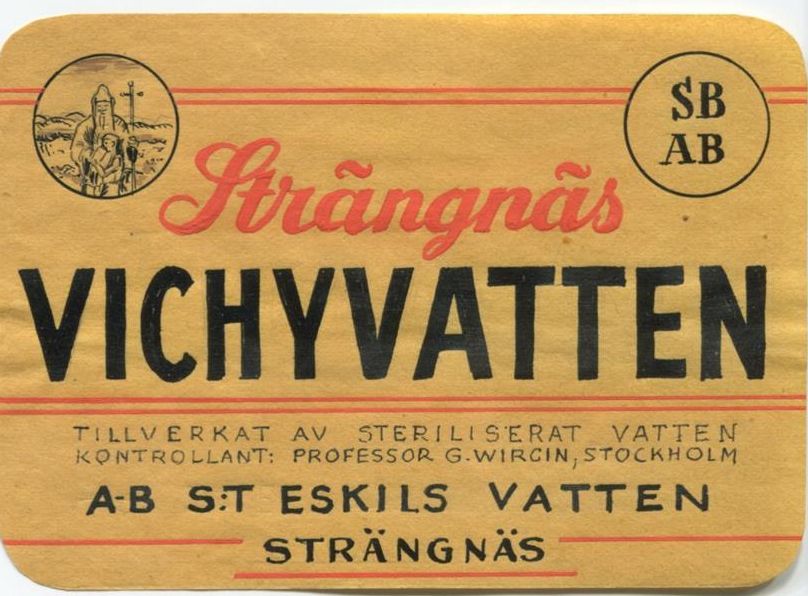 SB
AB
Strängnäs
VICHYVATTEN
TILLVERKAT AV STERILISERAT VATTEN
KONTROLLANT: PROFESSOR G. WIRGIN, STOCKHOLM
A-B S:T ESKILS VATTEN
STRÄNGNÄS